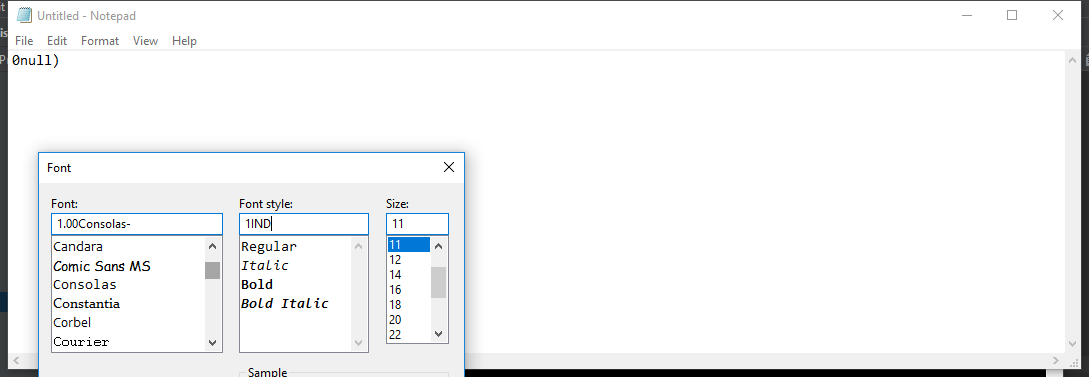 Untitled - Notepad
File Edit Format View Help
0null)
Font
Font: Font style: Size:
1.00Consolas- 1IND 11
Candara Regular 11
Comic Sans MS Italic 12
Consolas Bold 14
Constantia Bold Italic 16
Corbel 18
Courier 20
22
Sample